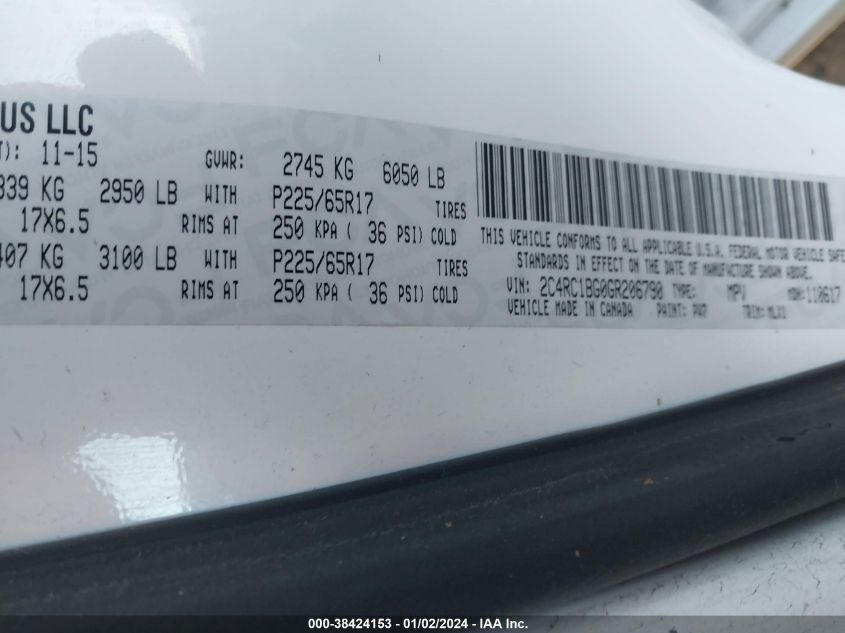 US LLC
T): 11-15 GVWR: 2745 KG 6050 LB
839 KG 2950 LB WITH P225/65R17 TIRES
17X6.5 RIMS AT 250 KPA ( 36 PSI) COLD
407 KG 3100 LB WITH P225/65R17 TIRES
17X6.5 RIMS AT 250 KPA ( 36 PSI) COLD
THIS VEHICLE CONFORMS TO ALL APPLICABLE U.S.A. FEDERAL MOTOR VEHICLE SAFE
STANDARDS IN EFFECT ON THE DATE OF MANUFACTURE SHOWN ABOVE.
VIN: 2C4RC1BG0GR206790 TYPE: MPV MDH: 110617
VEHICLE MADE IN CANADA PAINT: PW7 TRIM:
000-38424153 - 01/02/2024 - IAA Inc.